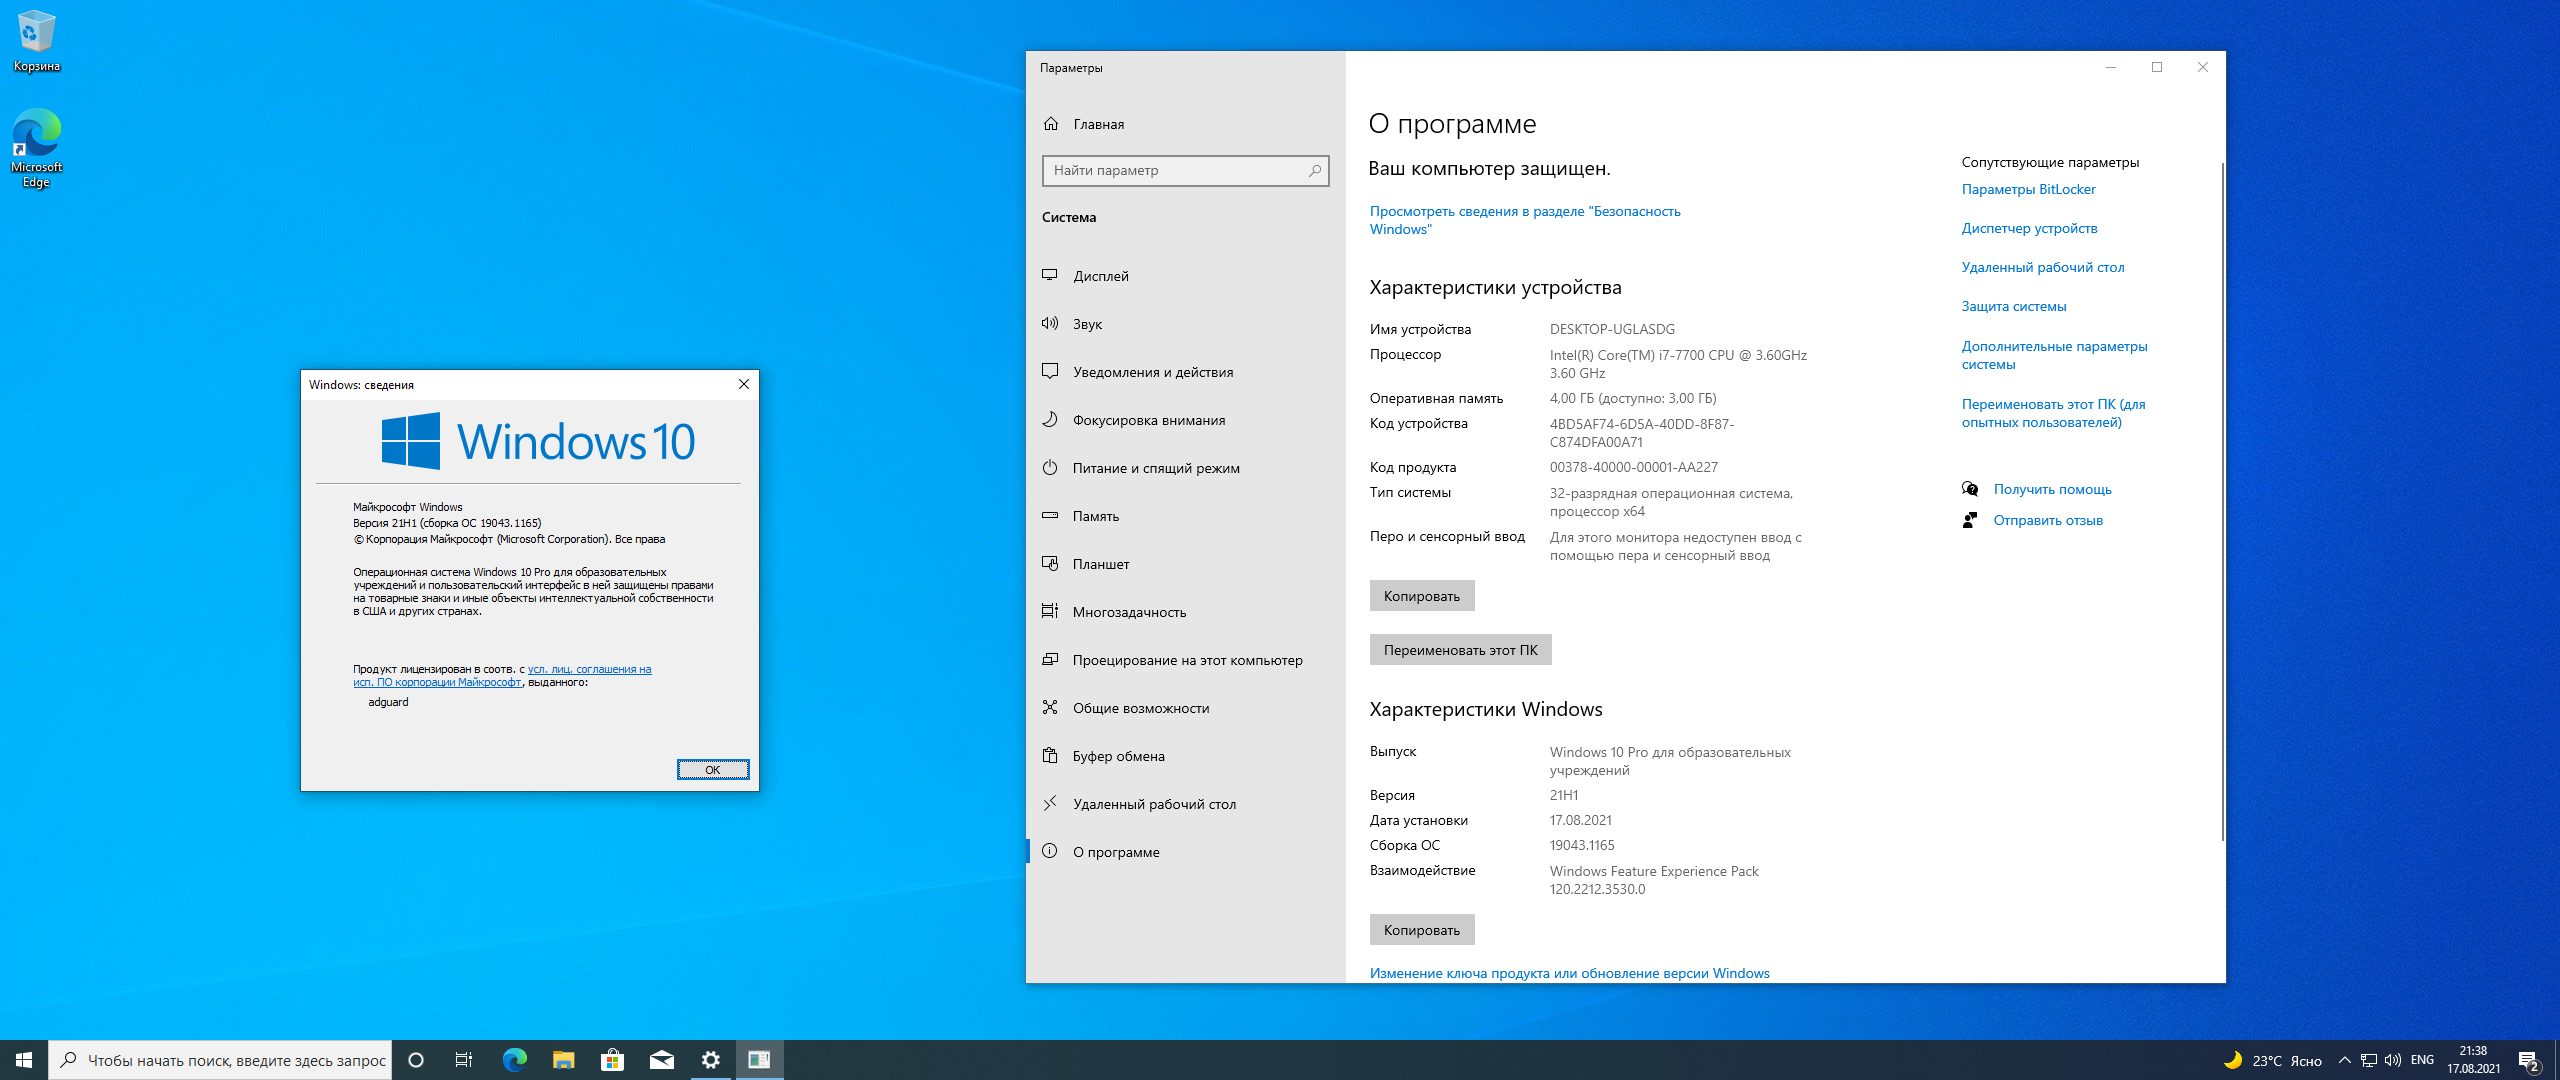 Корзина
Microsoft
Edge
Windows: сведения
Windows 10
Майкрософт Windows
Версия 21H1 (сборка ОС 19043.1165)
© Корпорация Майкрософт (Microsoft Corporation). Все права
Операционная система Windows 10 Pro для образовательных
учреждений и пользовательский интерфейс в ней защищены правами
на товарные знаки и иные объекты интеллектуальной собственности
в США и других странах.
Продукт лицензирован в соотв. с усл. лиц. соглашения на
исп. ПО корпорации Майкрософт, выданного:
adguard
ОК
Параметры
Главная
Найти параметр
Система
Дисплей
Звук
Уведомления и действия
Фокусировка внимания
Питание и спящий режим
Память
Планшет
Многозадачность
Проецирование на этот компьютер
Общие возможности
Буфер обмена
Удаленный рабочий стол
О программе
О программе
Ваш компьютер защищен.
Просмотреть сведения в разделе "Безопасность
Windows"
Характеристики устройства
Имя устройства DESKTOP-UGLASDG
Процессор Intel(R) Core(TM) i7-7700 CPU @ 3.60GHz
3.60 GHz
Оперативная память 4,00 ГБ (доступно: 3,00 ГБ)
Код устройства 4BD5AF74-6D5A-40DD-8F87-
C874DFA00A71
Код продукта 00378-40000-00001-AA227
Тип системы 32-разрядная операционная система,
процессор x64
Перо и сенсорный ввод Для этого монитора недоступен ввод с
помощью пера и сенсорный ввод
Копировать
Переименовать этот ПК
Характеристики Windows
Выпуск Windows 10 Pro для образовательных
учреждений
Версия 21H1
Дата установки 17.08.2021
Сборка ОС 19043.1165
Взаимодействие Windows Feature Experience Pack
120.2212.3530.0
Копировать
Изменение ключа продукта или обновление версии Windows
Сопутствующие параметры
Параметры BitLocker
Диспетчер устройств
Удаленный рабочий стол
Защита системы
Дополнительные параметры
системы
Переименовать этот ПК (для
опытных пользователей)
Получить помощь
Отправить отзыв
Чтобы начать поиск, введите здесь запрос
23°C Ясно
ENG
21:38
17.08.2021
2